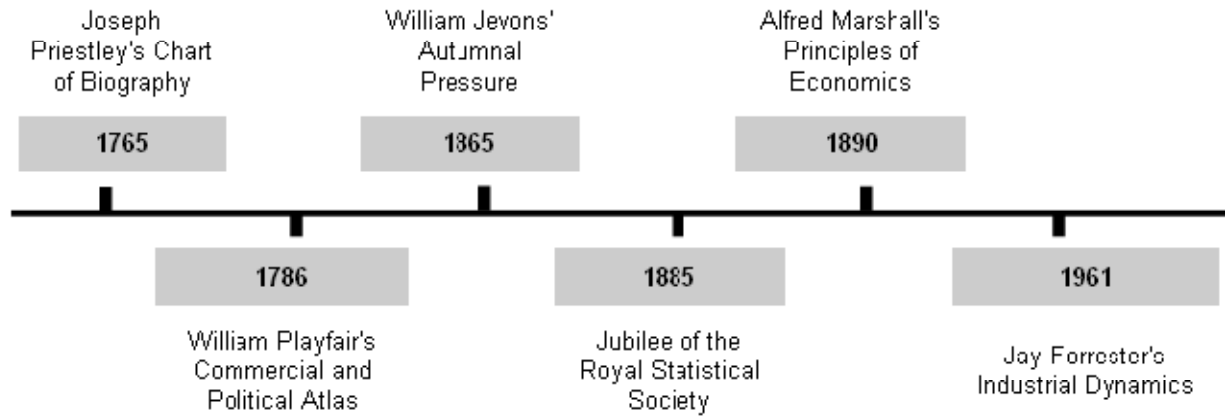 Joseph
Priestley's Chart
of Biography
1765
William Jevons'
Autumnal
Pressure
1865
Alfred Marshall's
Principles of
Economics
1890
1786
William Playfair's
Commercial and
Political Atlas
1885
Jubilee of the
Royal Statistical
Society
1961
Jay Forrester's
Industrial Dynamics